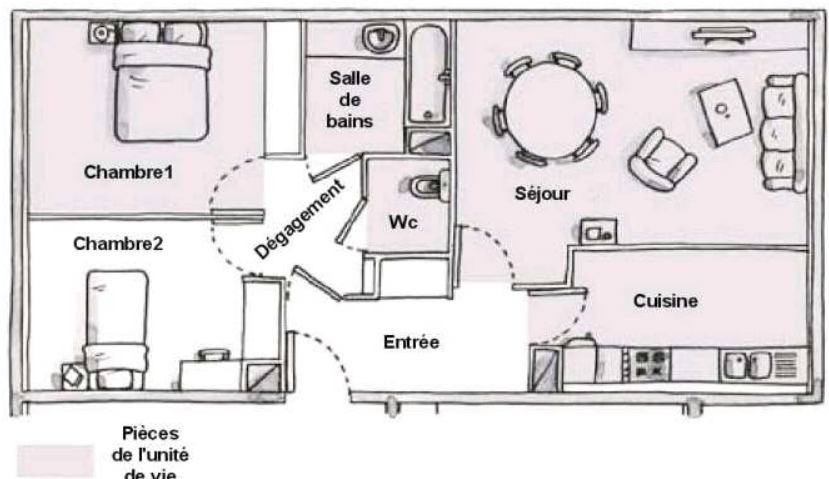 Salle
de
bains
Chambre1
Dégagement
Séjour
Wc
Chambre2
Cuisine
Entrée
Pièces
de l'unité
de vie